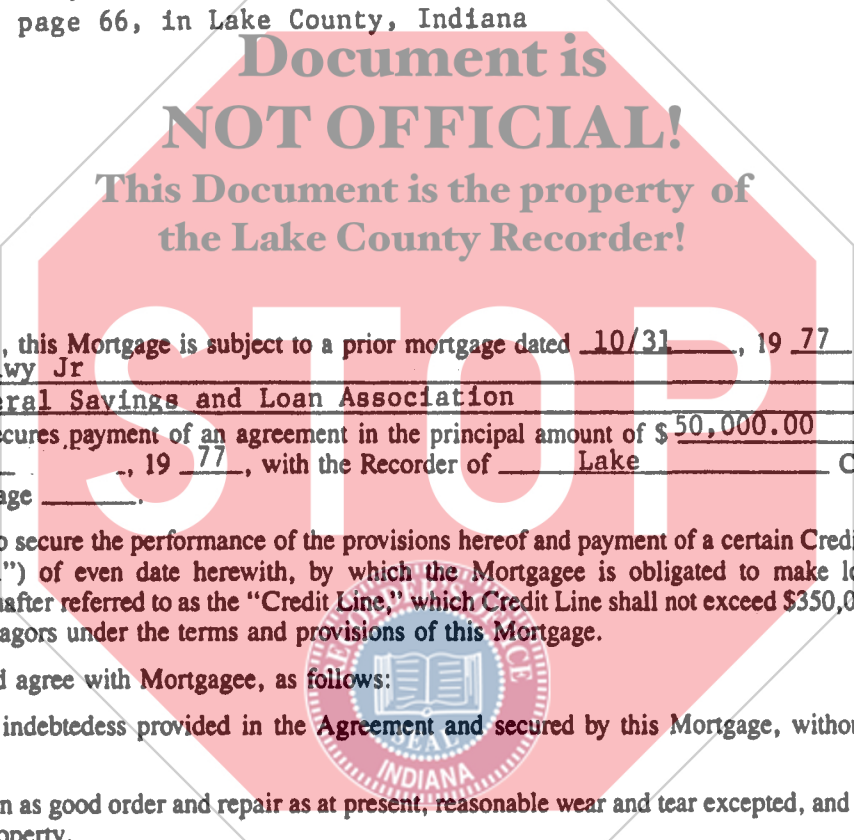 page 66, in Lake County, Indiana
Document is
NOT OFFICIAL!
This Document is the property of
the Lake County Recorder!
STOP
, this Mortgage is subject to a prior mortgage dated 10/31, 19 77
wy Jr
eral Savings and Loan Association
ecures payment of an agreement in the principal amount of $ 50,000.00
, 19 77, with the Recorder of Lake C
age .
o secure the performance of the provisions hereof and payment of a certain Credi
") of even date herewith, by which the Mortgagee is obligated to make lo
nafter referred to as the "Credit Line," which Credit Line shall not exceed $350,0
agors under the terms and provisions of this Mortgage.
d agree with Mortgagee, as follows:
indebtedess provided in the Agreement and secured by this Mortgage, withou
RECORDER'S OFFICE
SEAL
INDIANA
n as good order and repair as at present, reasonable wear and tear excepted, and
operty.